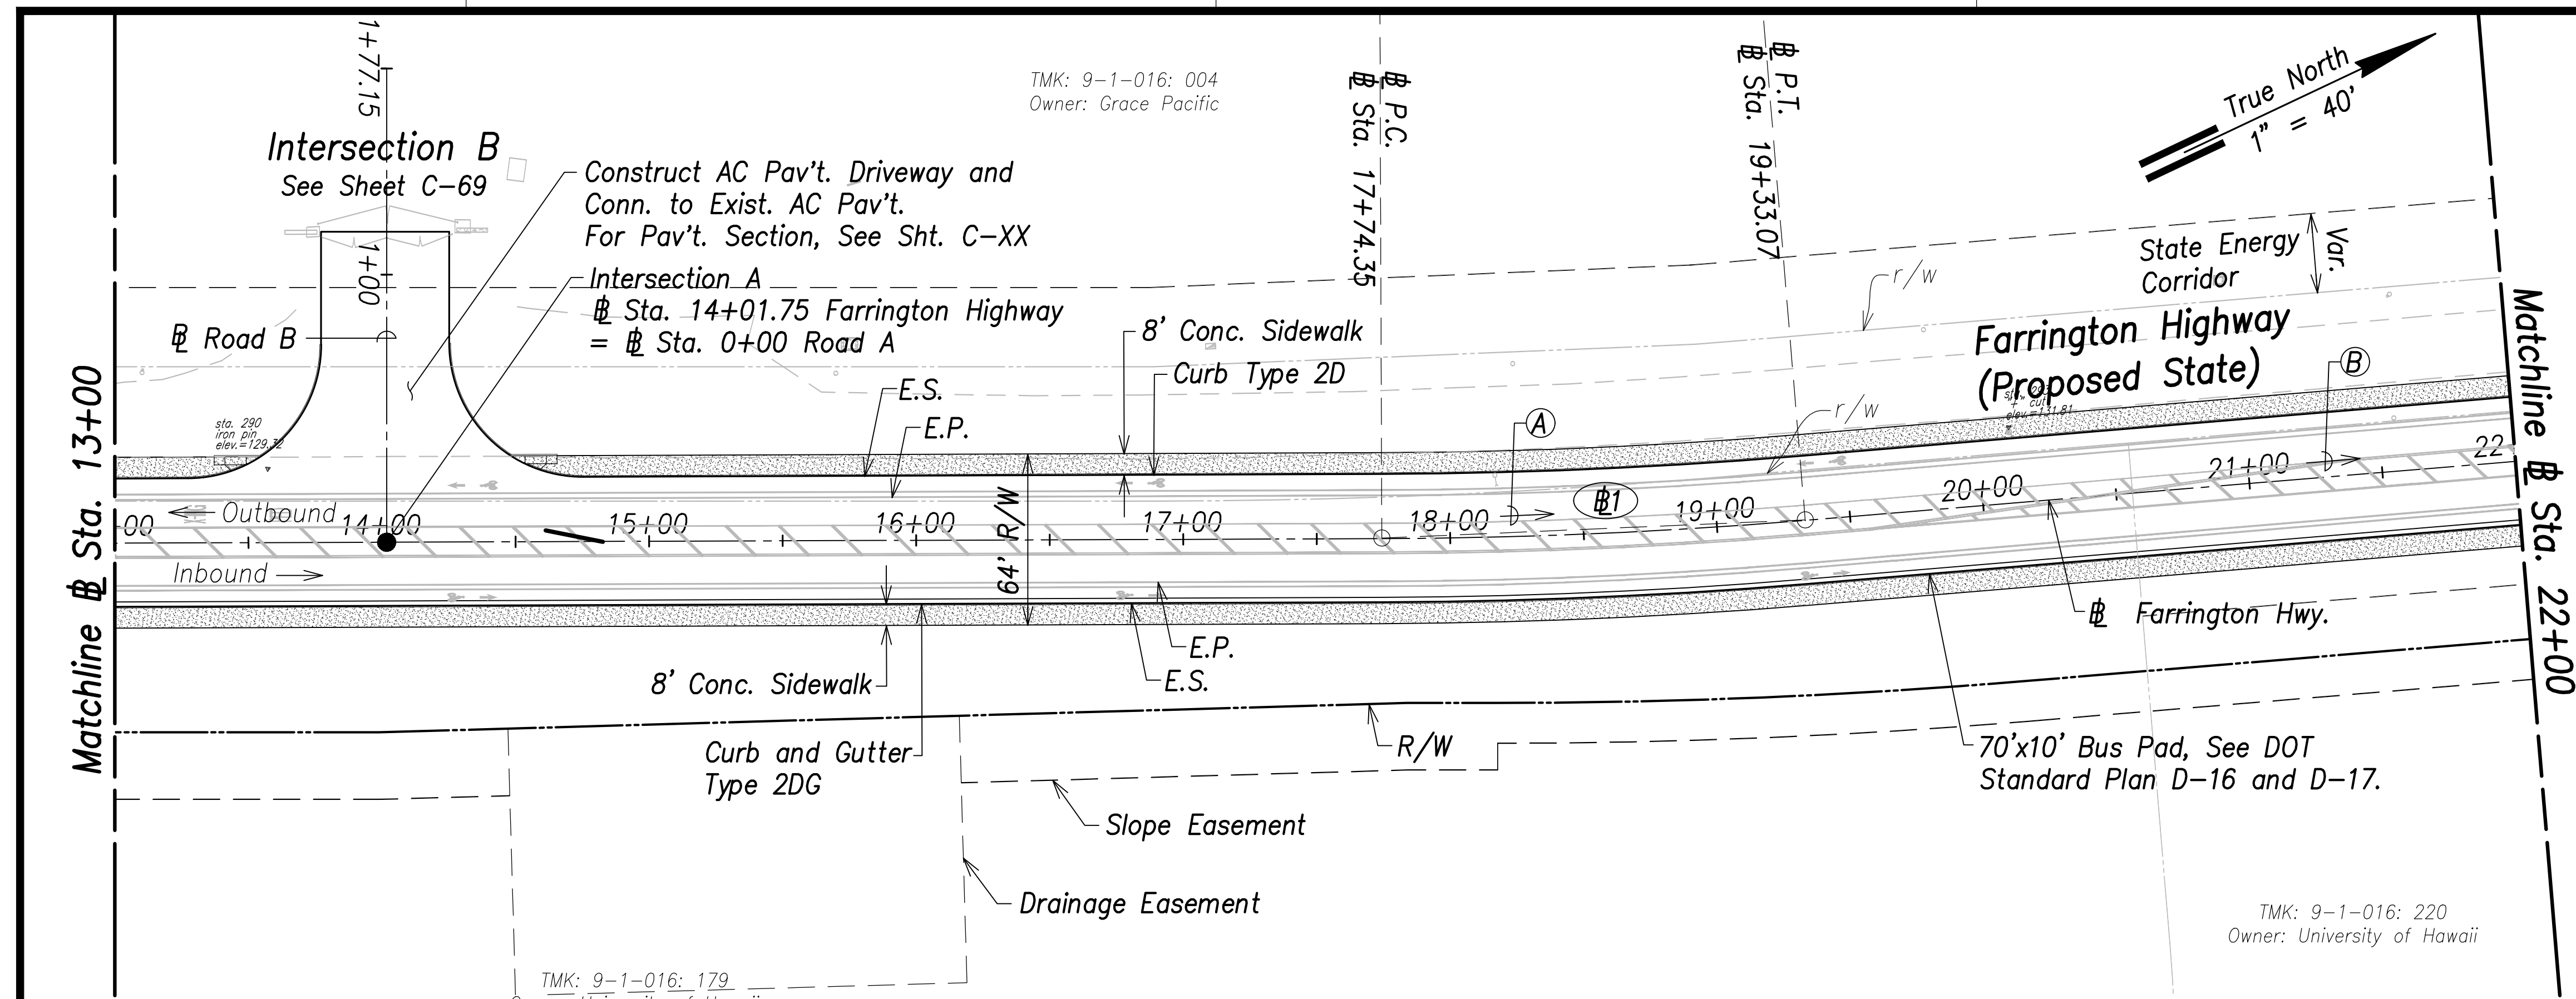 1+77.15
Intersection B
See Sheet C-69
1+00
℄ Road B
Construct AC Pav't. Driveway and
Conn. to Exist. AC Pav't.
For Pav't. Section, See Sht. C-XX
Intersection A
℄ Sta. 14+01.75 Farrington Highway
= ℄ Sta. 0+00 Road A
TMK: 9-1-016: 004
Owner: Grace Pacific
℄ P.C.
℄ Sta. 17+74.35
℄ P.T.
℄ Sta. 19+33.07
True North
1" = 40'
State Energy
Corridor
Var.
r/w
Farrington Highway
(Proposed State)
8' Conc. Sidewalk
Curb Type 2D
E.S.
E.P.
A
B
r/w
sta. 290
iron pin
elev.=129.32
elev.=131.81
Matchline ℄ Sta. 13+00
Matchline ℄ Sta. 22+00
Outbound
Inbound
00
14+00
15+00
16+00
17+00
18+00
℄1
19+00
20+00
21+00
22
64' R/W
℄ Farrington Hwy.
E.P.
E.S.
8' Conc. Sidewalk
Curb and Gutter
Type 2DG
R/W
70'x10' Bus Pad, See DOT
Standard Plan D-16 and D-17.
Slope Easement
Drainage Easement
TMK: 9-1-016: 220
Owner: University of Hawaii
TMK: 9-1-016: 179